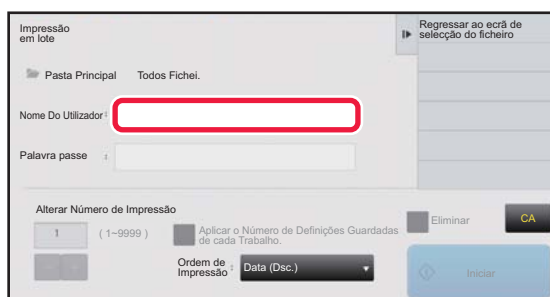 Impressão
em lote
Regressar ao ecrã de
selecção do ficheiro
Pasta Principal Todos Fichei.
Nome Do Utilizador :
Palavra passe :
Alterar Número de Impressão
1 ( 1~9999 )
Aplicar o Número de Definições Guardadas
de cada Trabalho.
Ordem de
Impressão : Data (Dsc.)
Eliminar
CA
Iniciar